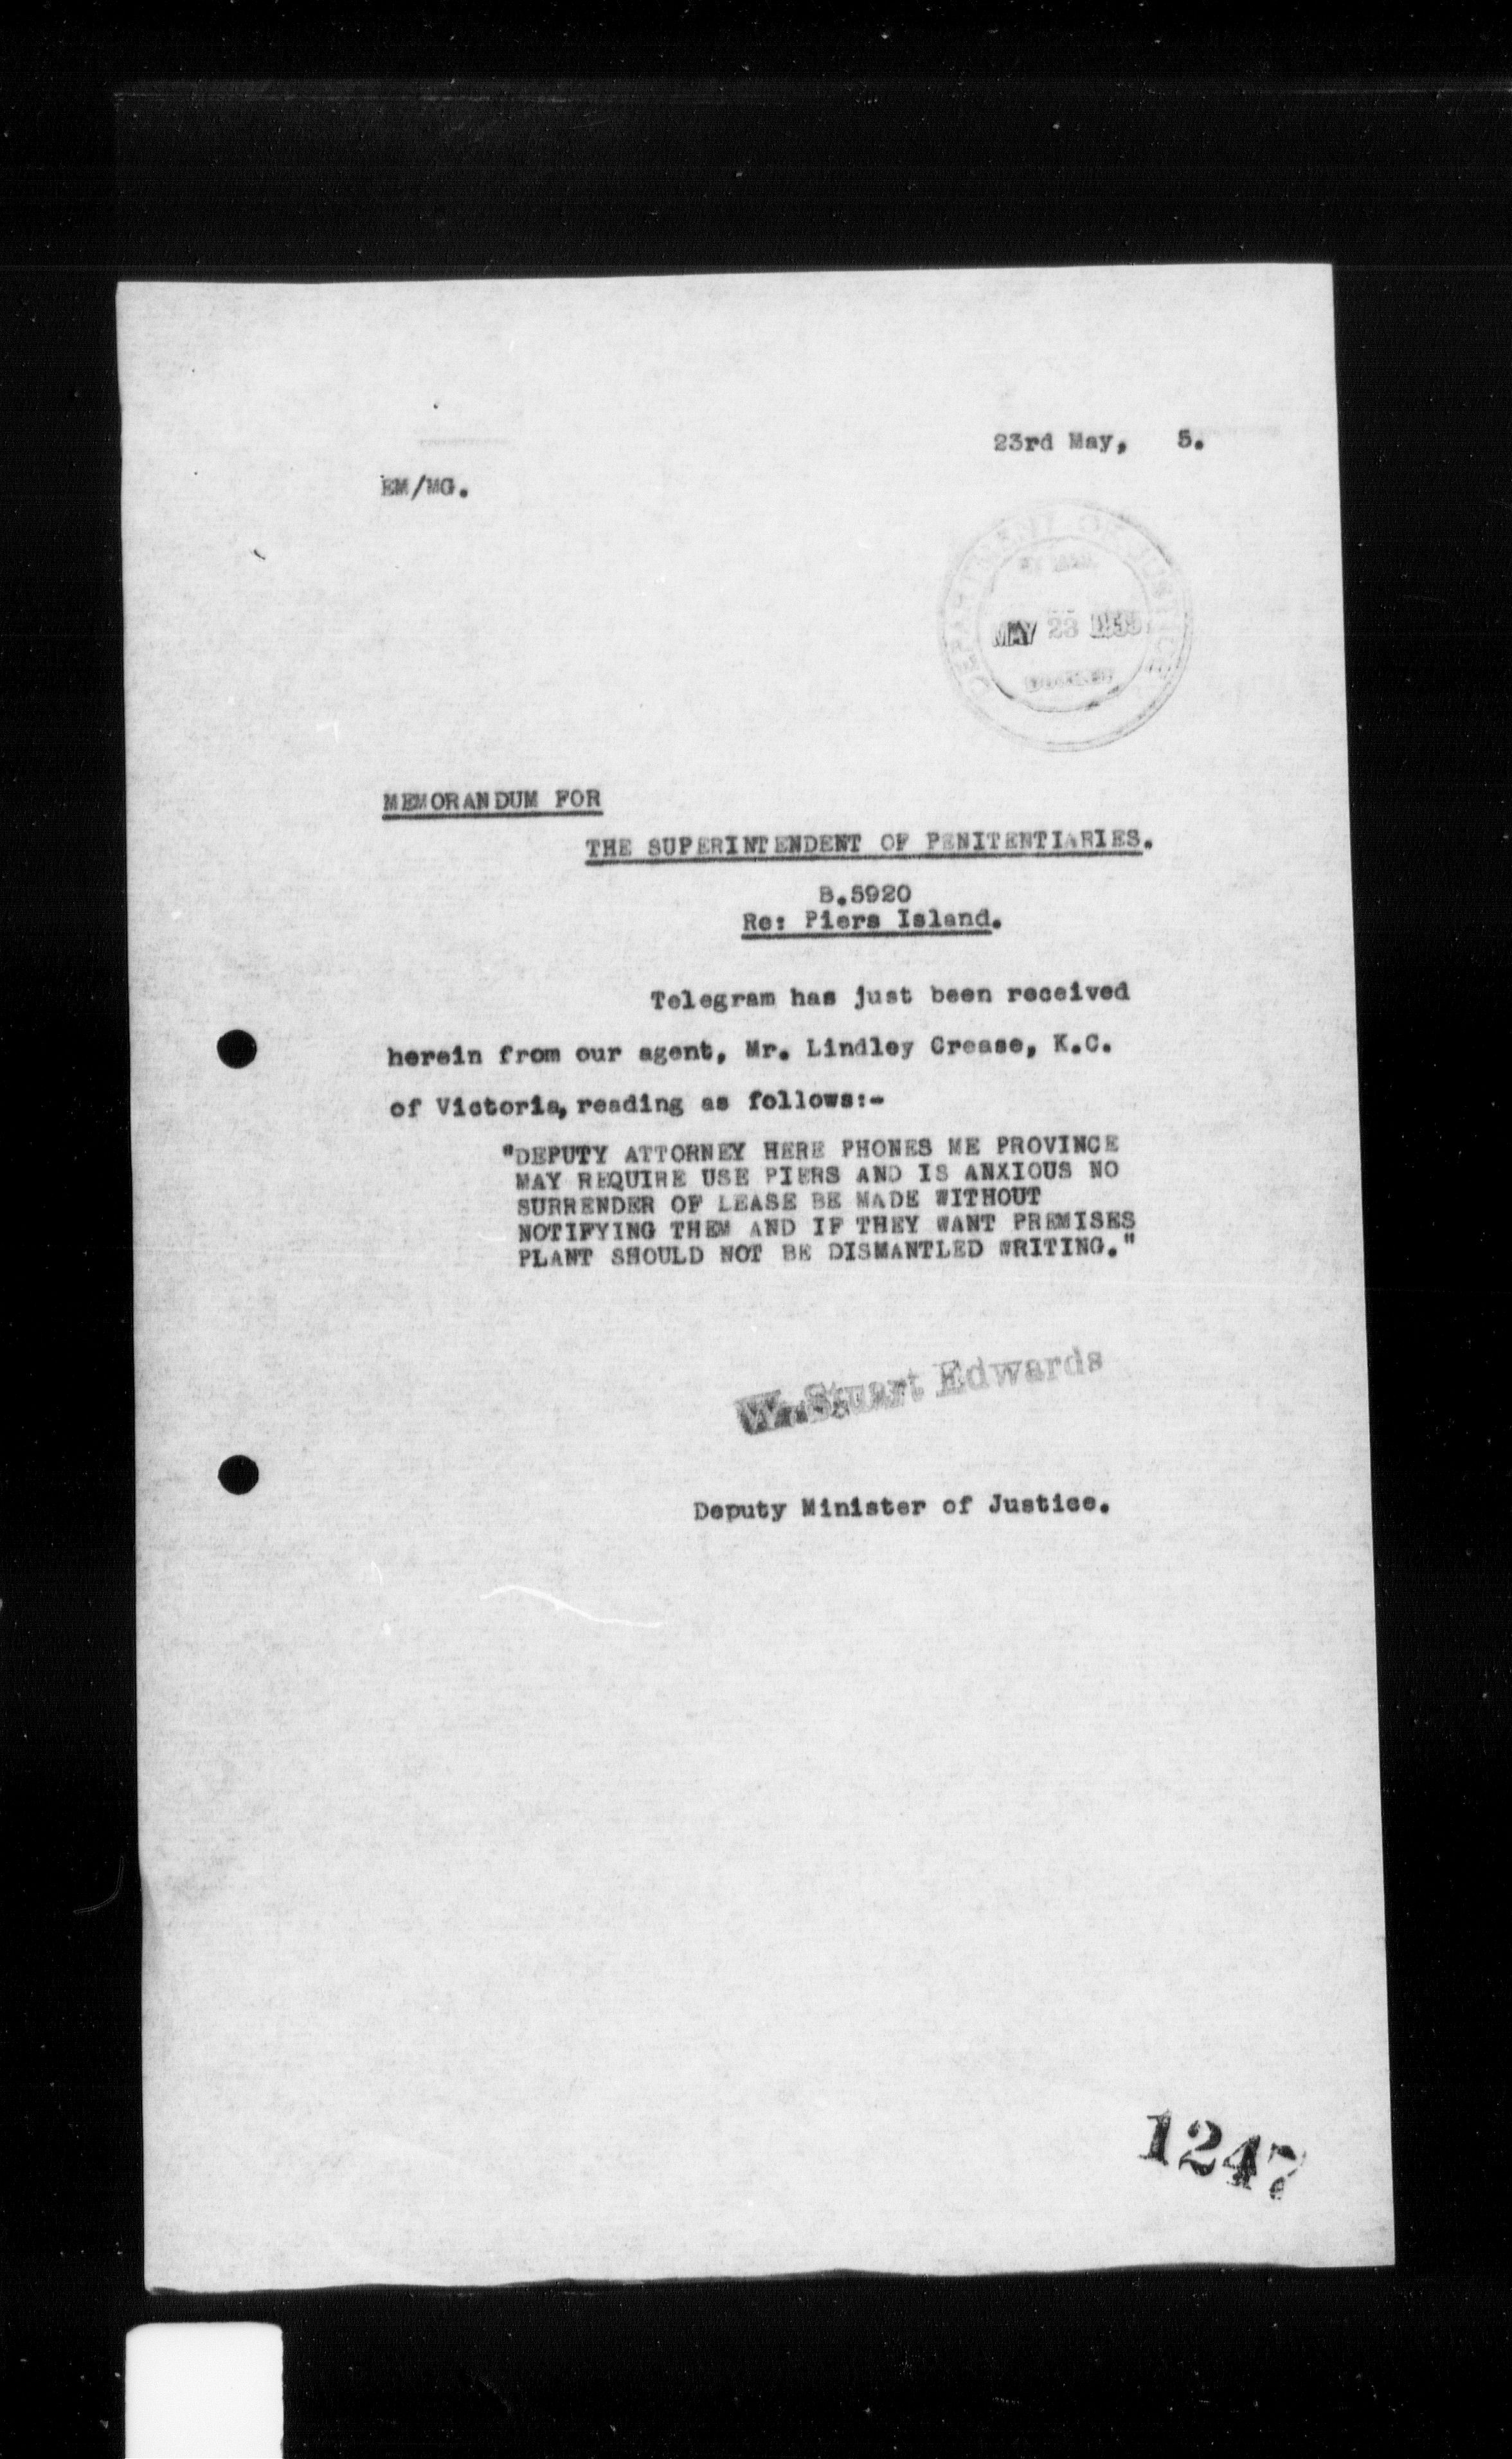 23rd May, 5.
EM/MG.
DEPARTMENT OF JUSTICE
MAY 23 1935
MEMORANDUM FOR
THE SUPERINTENDENT OF PENITENTIARIES.
B.5920
Re: Piers Island.
Telegram has just been received
herein from our agent, Mr. Lindley Crease, K.C.
of Victoria, reading as follows:-
"DEPUTY ATTORNEY HERE PHONES ME PROVINCE
MAY REQUIRE USE PIERS AND IS ANXIOUS NO
SURRENDER OF LEASE BE MADE WITHOUT
NOTIFYING THEM AND IF THEY WANT PREMISES
PLANT SHOULD NOT BE DISMANTLED WRITING."
W. Stuart Edwards
Deputy Minister of Justice.
1247